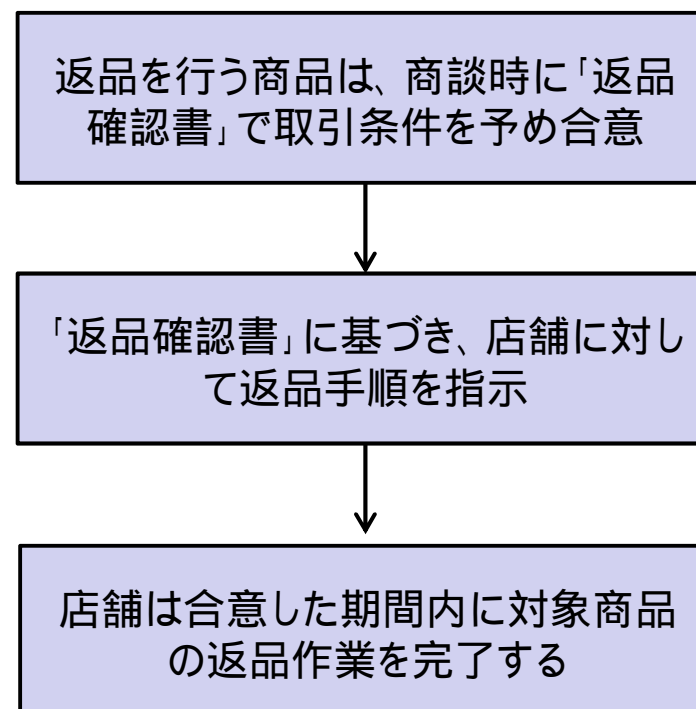 返品を行う商品は、商談時に｢返品
確認書｣で取引条件を予め合意
｢返品確認書｣に基づき、店舗に対し
て返品手順を指示
店舗は合意した期間内に対象商品
の返品作業を完了する